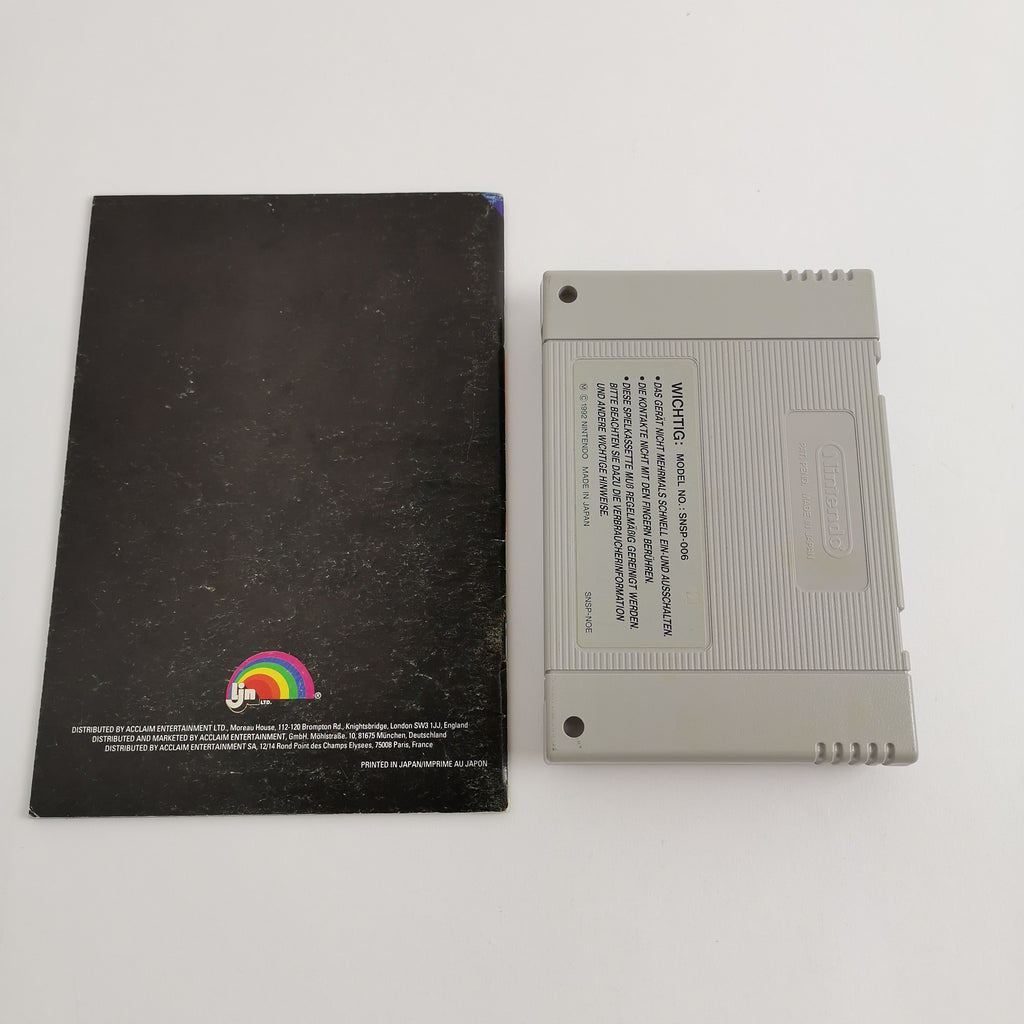 ljn LTD. ®
DISTRIBUTED BY ACCLAIM ENTERTAINMENT LTD., Moreau House, 112-120 Brompton Rd., Knightsbridge, London SW3 1JJ, England
DISTRIBUTED AND MARKETED BY ACCLAIM ENTERTAINMENT, GmbH. Möhlstraße. 10, 81675 München, Deutschland
DISTRIBUTED BY ACCLAIM ENTERTAINMENT SA, 12/14 Rond Point des Champs Elysees, 75008 Paris, France
PRINTED IN JAPAN/IMPRIME AU JAPON
Nintendo
PAT. PEND. MADE IN JAPAN
WICHTIG: MODEL NO.: SNSP-006
• DAS GERÄT NICHT MEHRMALS SCHNELL EIN-UND AUSSCHALTEN.
• DIE KONTAKTE NICHT MIT DEN FINGERN BERÜHREN.
• DIESE SPIELKASSETTE MUß REGELMÄßIG GEREINIGT WERDEN.
BITTE BEACHTEN SIE DAZU DIE VERBRAUCHERINFORMATION
UND ANDERE WICHTIGE HINWEISE.
Ⓜ © 1992 NINTENDO MADE IN JAPAN SNSP-NOE